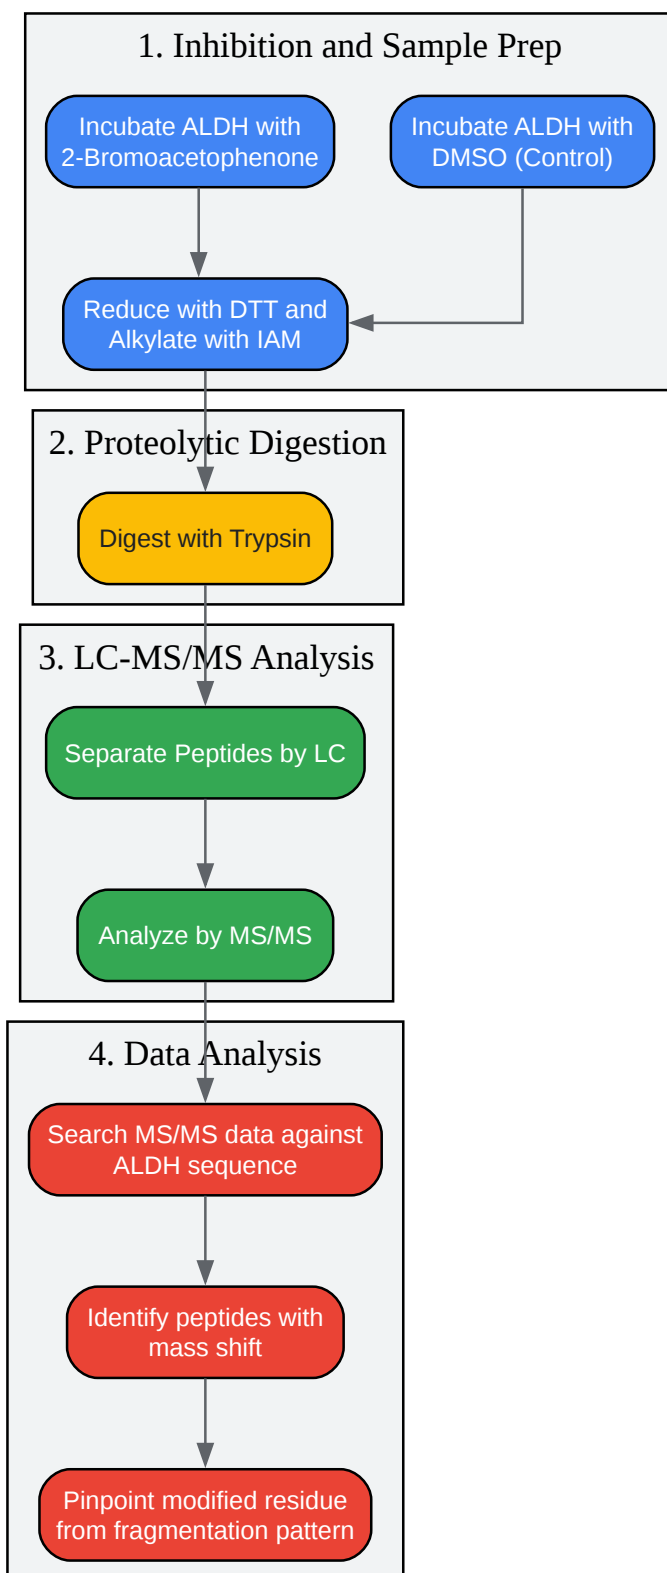 1. Inhibition and Sample Prep
Incubate ALDH with
2-Bromoacetophenone
Incubate ALDH with
DMSO (Control)
Reduce with DTT and
Alkylate with IAM
2. Proteolytic Digestion
Digest with Trypsin
3. LC-MS/MS Analysis
Separate Peptides by LC
Analyze by MS/MS
4. Data Analysis
Search MS/MS data against
ALDH sequence
Identify peptides with
mass shift
Pinpoint modified residue
from fragmentation pattern